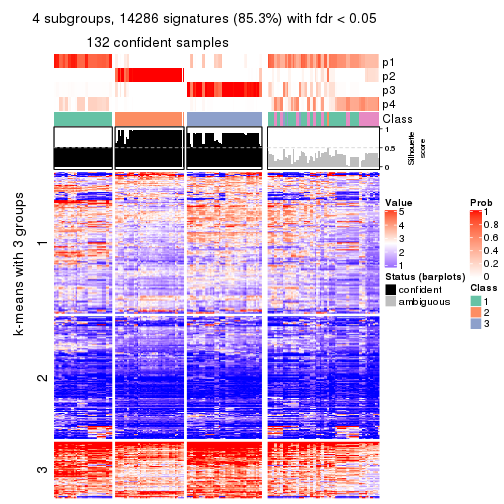 4 subgroups, 14286 signatures (85.3%) with fdr < 0.05
132 confident samples
p1
p2
p3
p4
Class
1
0.5
0
Silhouette
score
k-means with 3 groups
1
2
3
Value
5
4
3
2
1
Status (barplots)
confident
ambiguous
Prob
1
0.8
0.6
0.4
0.2
0
Class
1
2
3